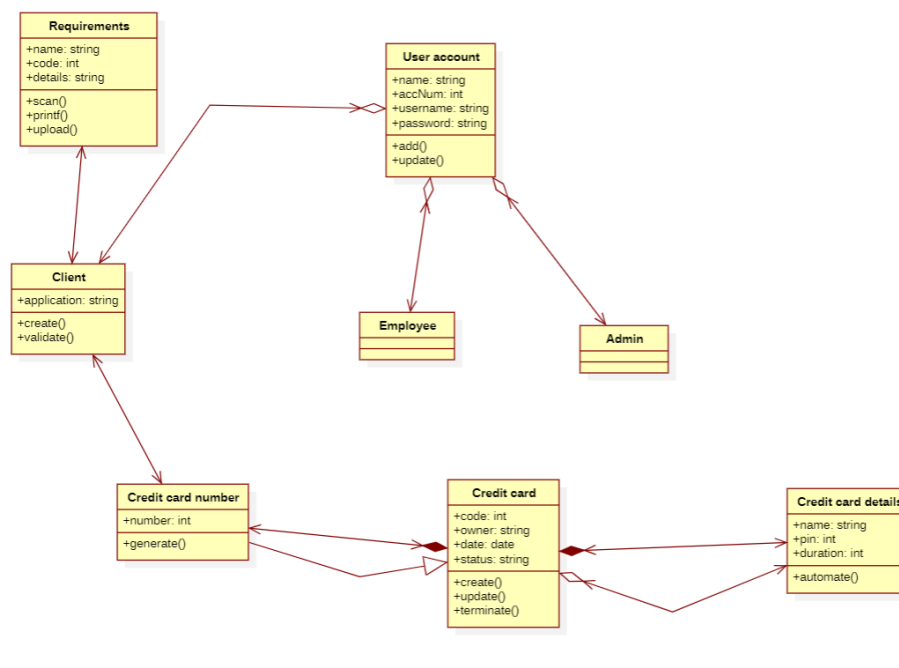 Requirements
+name: string
+code: int
+details: string
+scan()
+printf()
+upload()
User account
+name: string
+accNum: int
+username: string
+password: string
+add()
+update()
Client
+application: string
+create()
+validate()
Employee
Admin
Credit card number
+number: int
+generate()
Credit card
+code: int
+owner: string
+date: date
+status: string
+create()
+update()
+terminate()
Credit card details
+name: string
+pin: int
+duration: int
+automate()